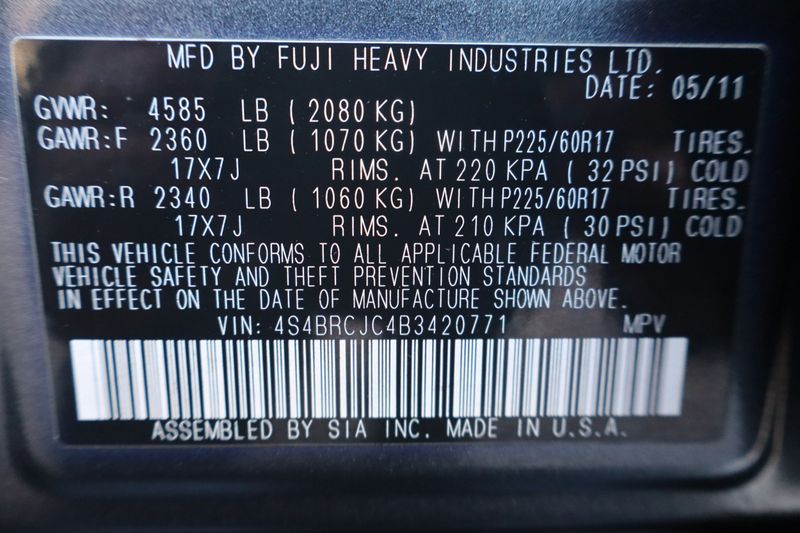 MFD BY FUJI HEAVY INDUSTRIES LTD.
DATE: 05/11
GVWR: 4585 LB ( 2080 KG)
GAWR:F 2360 LB ( 1070 KG) WITH P225/60R17 TIRES.
17X7J RIMS. AT 220 KPA ( 32 PSI) COLD
GAWR:R 2340 LB ( 1060 KG) WITH P225/60R17 TIRES.
17X7J RIMS. AT 210 KPA ( 30 PSI) COLD
THIS VEHICLE CONFORMS TO ALL APPLICABLE FEDERAL MOTOR
VEHICLE SAFETY AND THEFT PREVENTION STANDARDS
IN EFFECT ON THE DATE OF MANUFACTURE SHOWN ABOVE.
VIN: 4S4BRCJC4B3420771 MPV
ASSEMBLED BY SIA INC. MADE IN U.S.A.